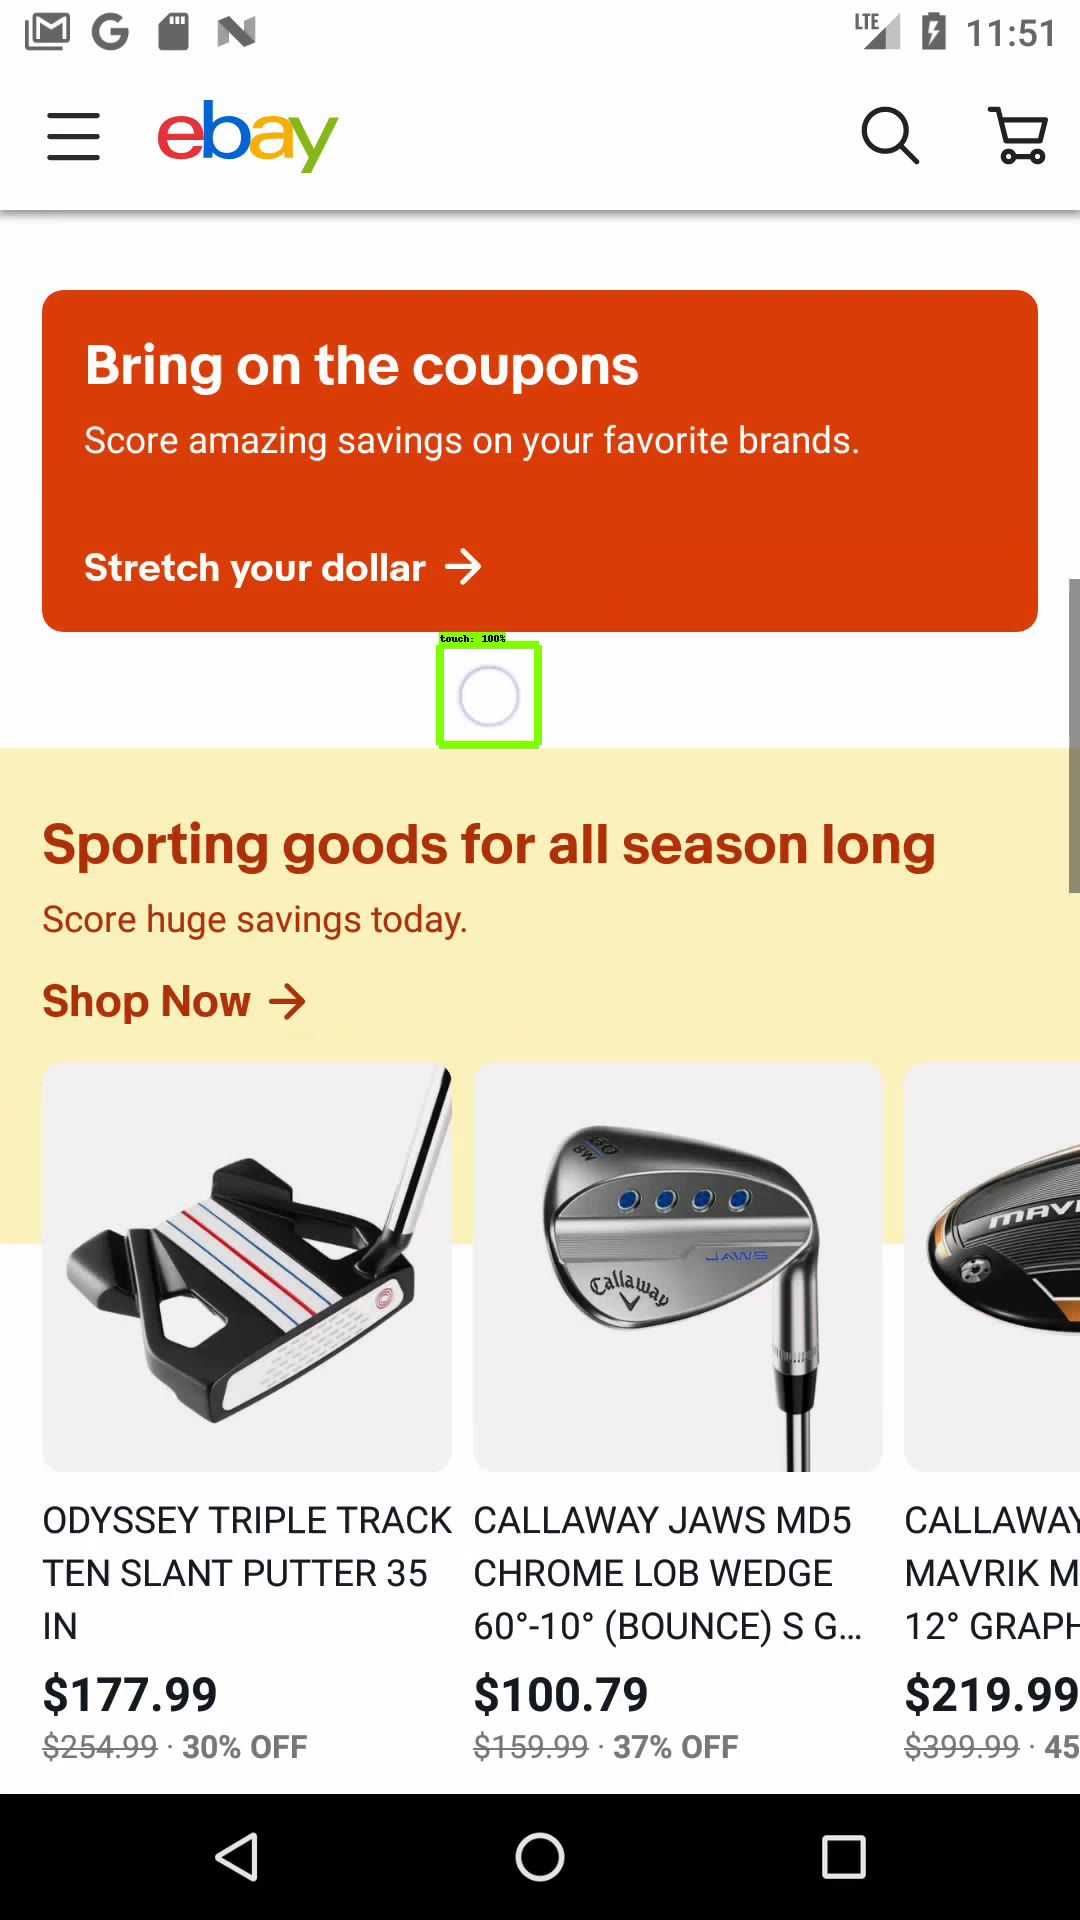 LTE 11:51
ebay
Bring on the coupons
Score amazing savings on your favorite brands.
Stretch your dollar
touch: 100%
Sporting goods for all season long
Score huge savings today.
Shop Now
60
8W
JAWS
Callaway
MAVR
ODYSSEY TRIPLE TRACK
TEN SLANT PUTTER 35
IN
$177.99
$254.99 · 30% OFF
CALLAWAY JAWS MD5
CHROME LOB WEDGE
60°-10° (BOUNCE) S G...
$100.79
$159.99 · 37% OFF
CALLAWAY
MAVRIK M
12° GRAPH
$219.99
$399.99 · 45